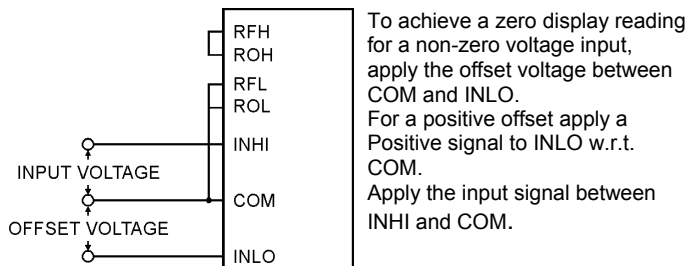 RFH
ROH
RFL
ROL
INHI
INPUT VOLTAGE
COM
OFFSET VOLTAGE
INLO
To achieve a zero display reading
for a non-zero voltage input,
apply the offset voltage between
COM and INLO.
For a positive offset apply a
Positive signal to INLO w.r.t.
COM.
Apply the input signal between
INHI and COM.